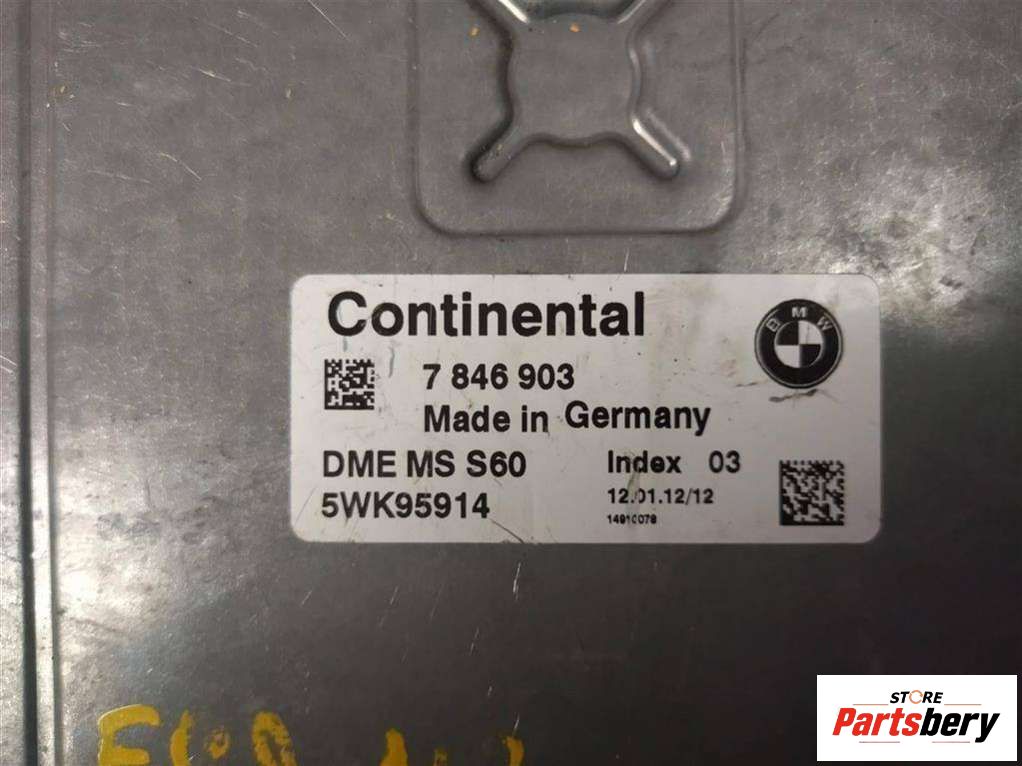 Continental
BMW
7 846 903
Made in Germany
DME MS S60
Index 03
5WK95914
12.01.12/12
14910078
STORE
Partsbery